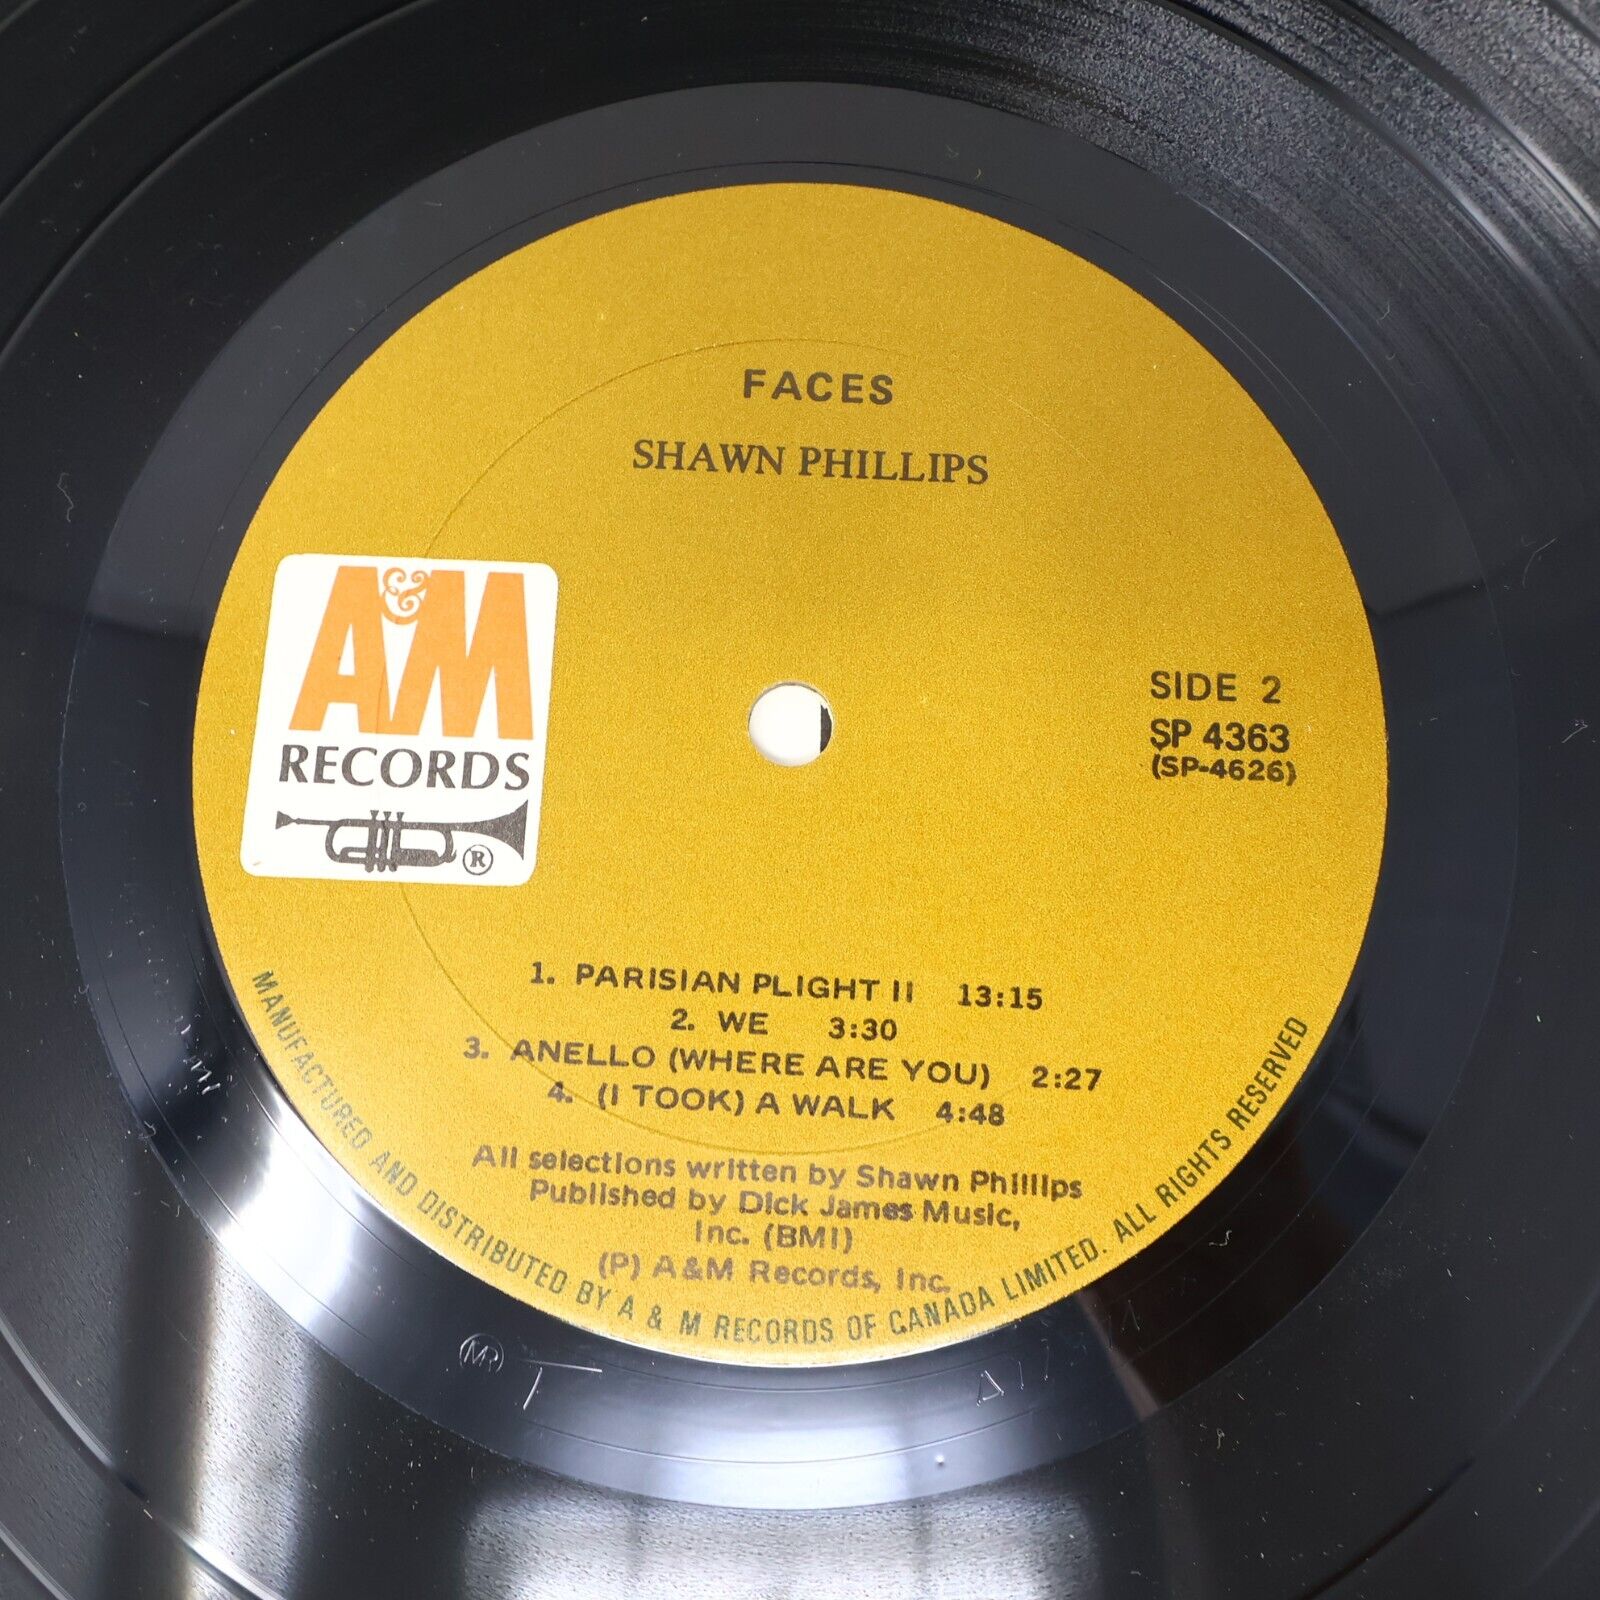 FACES
SHAWN PHILLIPS
A&M
RECORDS
®
SIDE 2
SP 4363
(SP-4626)
1. PARISIAN PLIGHT II 13:15
2. WE 3:30
3. ANELLO (WHERE ARE YOU) 2:27
4. (I TOOK) A WALK 4:48
All selections written by Shawn Phillips
Published by Dick James Music,
Inc. (BMI)
(P) A&M Records, Inc.
MANUFACTURED AND DISTRIBUTED BY A & M RECORDS OF CANADA LIMITED. ALL RIGHTS RESERVED
MR T